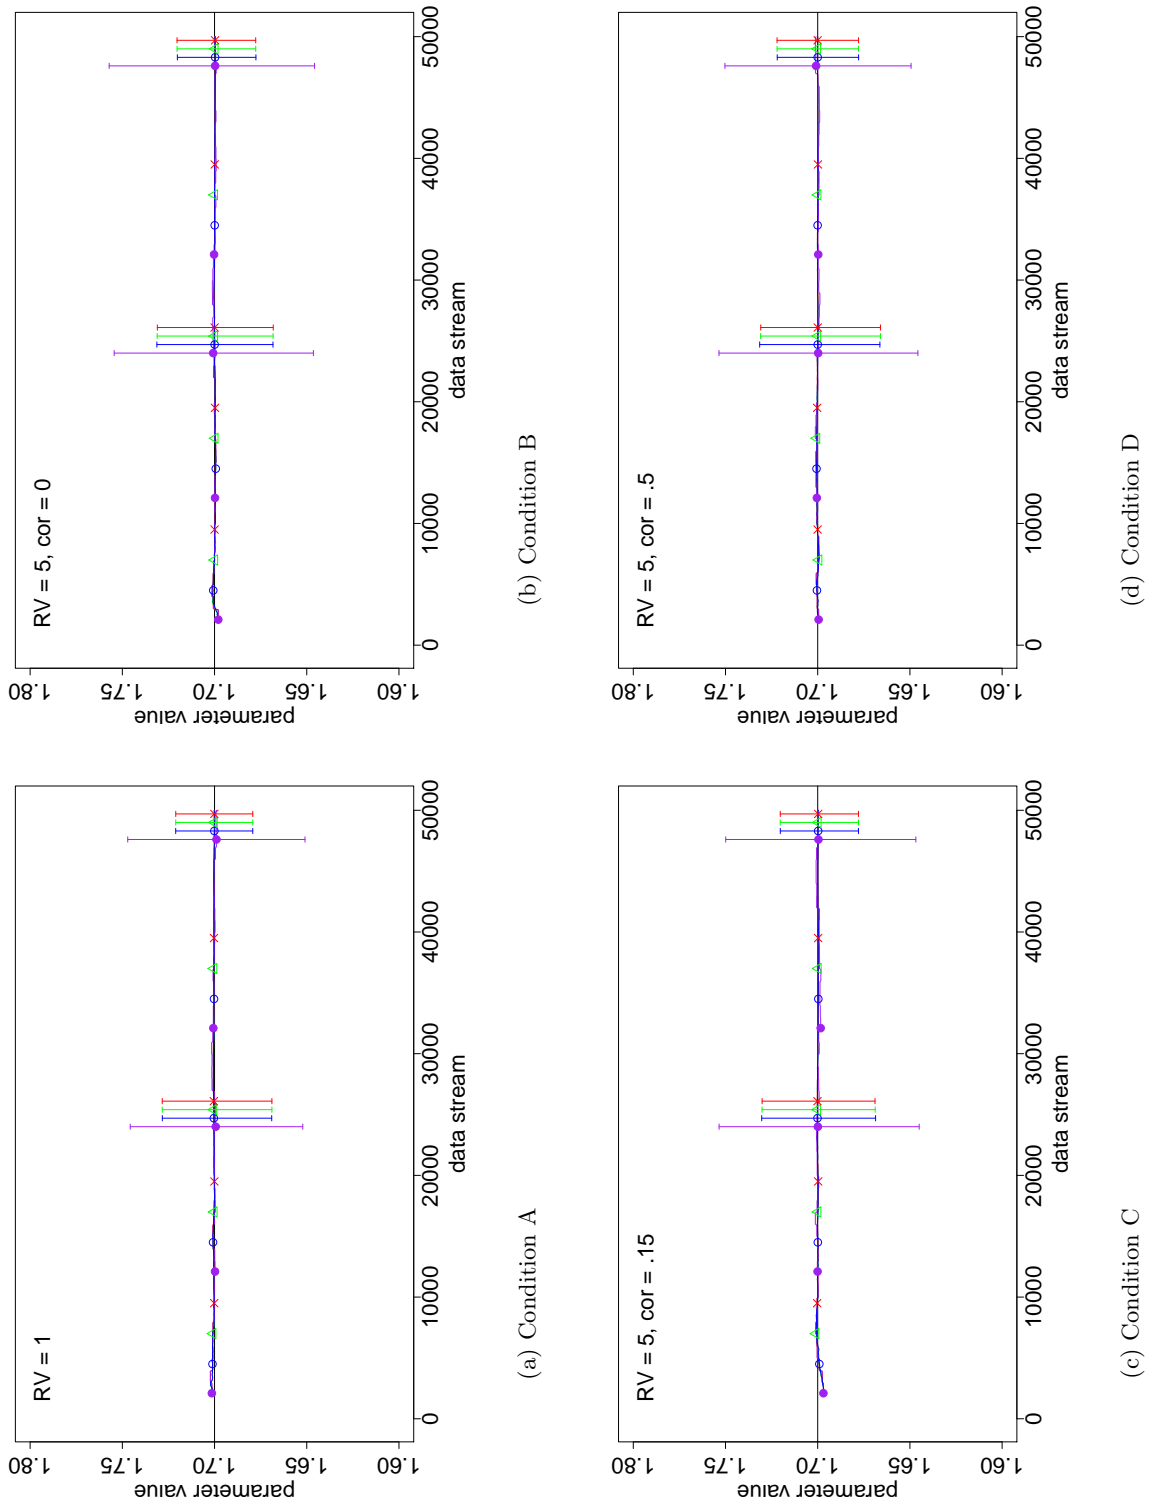 RV = 1
parameter value
1.80
1.75
1.70
1.65
1.60
0
10000
20000
30000
40000
50000
data stream
(a) Condition A
RV = 5, cor = 0
parameter value
1.80
1.75
1.70
1.65
1.60
0
10000
20000
30000
40000
50000
data stream
(b) Condition B
RV = 5, cor = .15
parameter value
1.80
1.75
1.70
1.65
1.60
0
10000
20000
30000
40000
50000
data stream
(c) Condition C
RV = 5, cor = .5
parameter value
1.80
1.75
1.70
1.65
1.60
0
10000
20000
30000
40000
50000
data stream
(d) Condition D